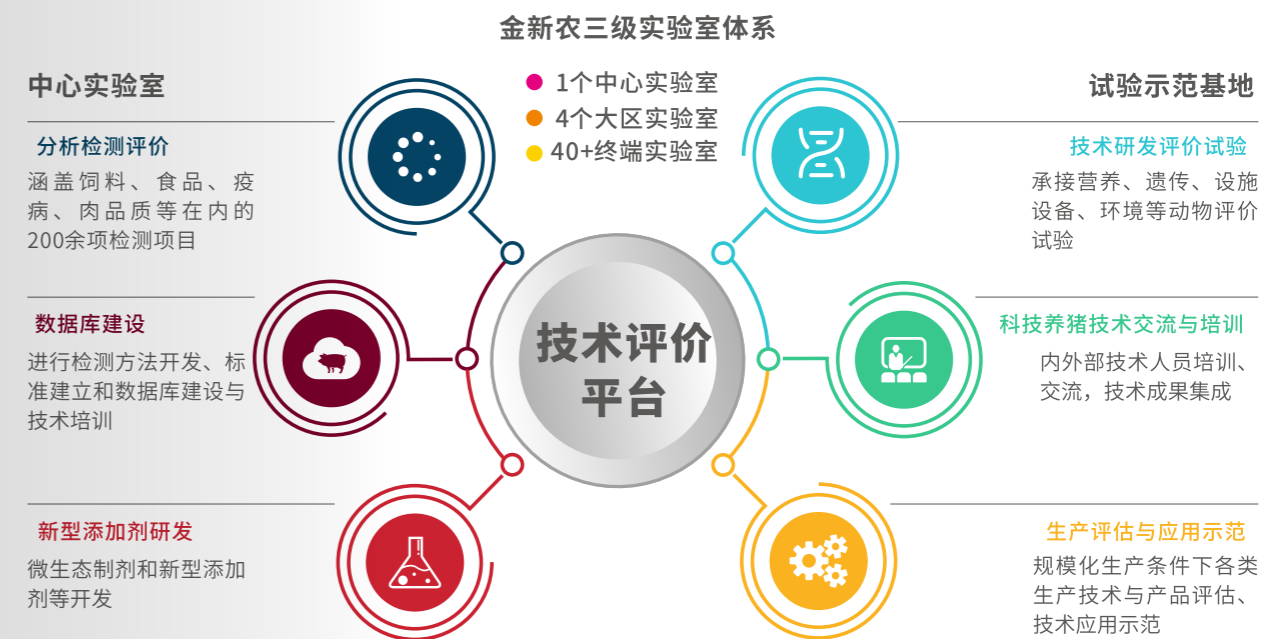 金新农三级实验室体系
1个中心实验室
4个大区实验室
40+终端实验室
中心实验室
分析检测评价
涵盖饲料、食品、疫
病、肉品质等在内的
200余项检测项目
数据库建设
进行检测方法开发、标
准建立和数据库建设与
技术培训
新型添加剂研发
微生态制剂和新型添加
剂等开发
技术评价
平台
试验示范基地
技术研发评价试验
承接营养、遗传、设施
设备、环境等动物评价
试验
科技养猪技术交流与培训
内外部技术人员培训、
交流，技术成果集成
生产评估与应用示范
规模化生产条件下各类
生产技术与产品评估、
技术应用示范